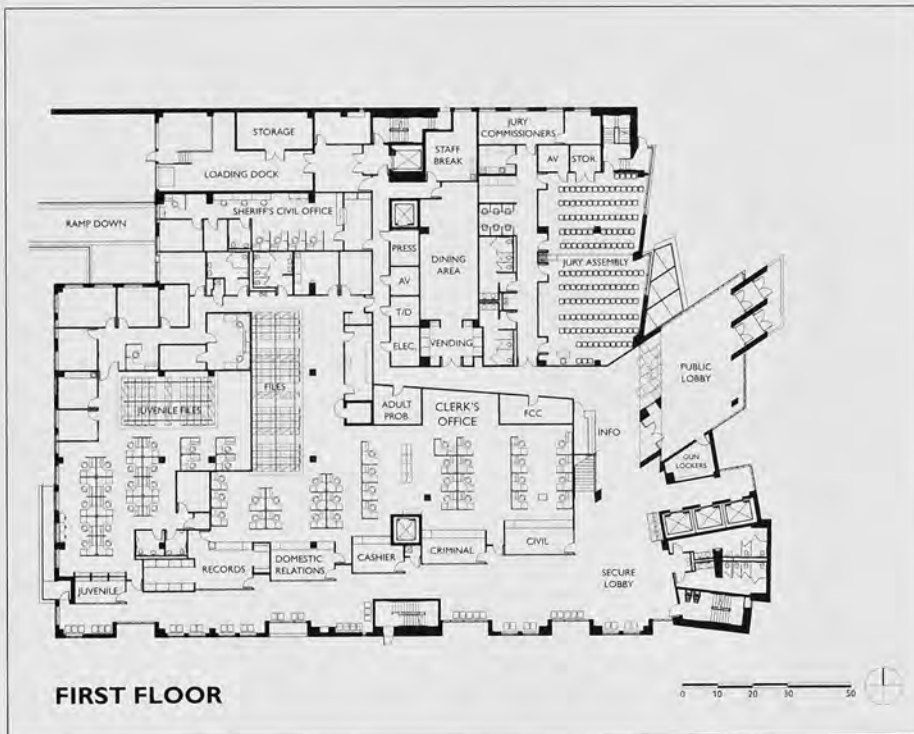 JURY
COMMISSIONERS
STORAGE
STAFF
BREAK
AV
STOR.
LOADING DOCK
SHERIFF'S CIVIL OFFICE
RAMP DOWN
PRESS
DINING
AREA
JURY ASSEMBLY
AV
T/D
ELEC.
VENDING
PUBLIC
LOBBY
FILES
JUVENILE FILES
ADULT
PROB.
CLERK'S
OFFICE
FCC
INFO
GUN
LOCKERS
RECORDS
DOMESTIC
RELATIONS
CASHIER
CRIMINAL
CIVIL
SECURE
LOBBY
JUVENILE
FIRST FLOOR
0 10 20 30 50